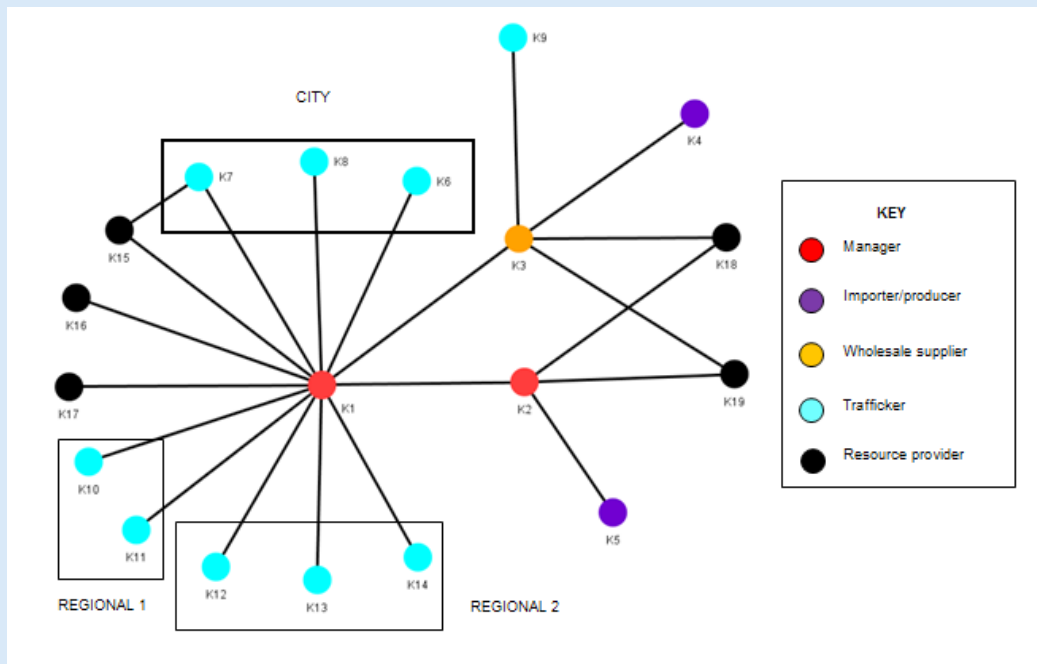 K9
CITY
K4
K8
K7
K6
KEY
K15
K3
K18
Manager
Importer/producer
K16
Wholesale supplier
K17
K1
K2
K19
Trafficker
Resource provider
K10
K5
K11
K12
K13
K14
REGIONAL 1
REGIONAL 2